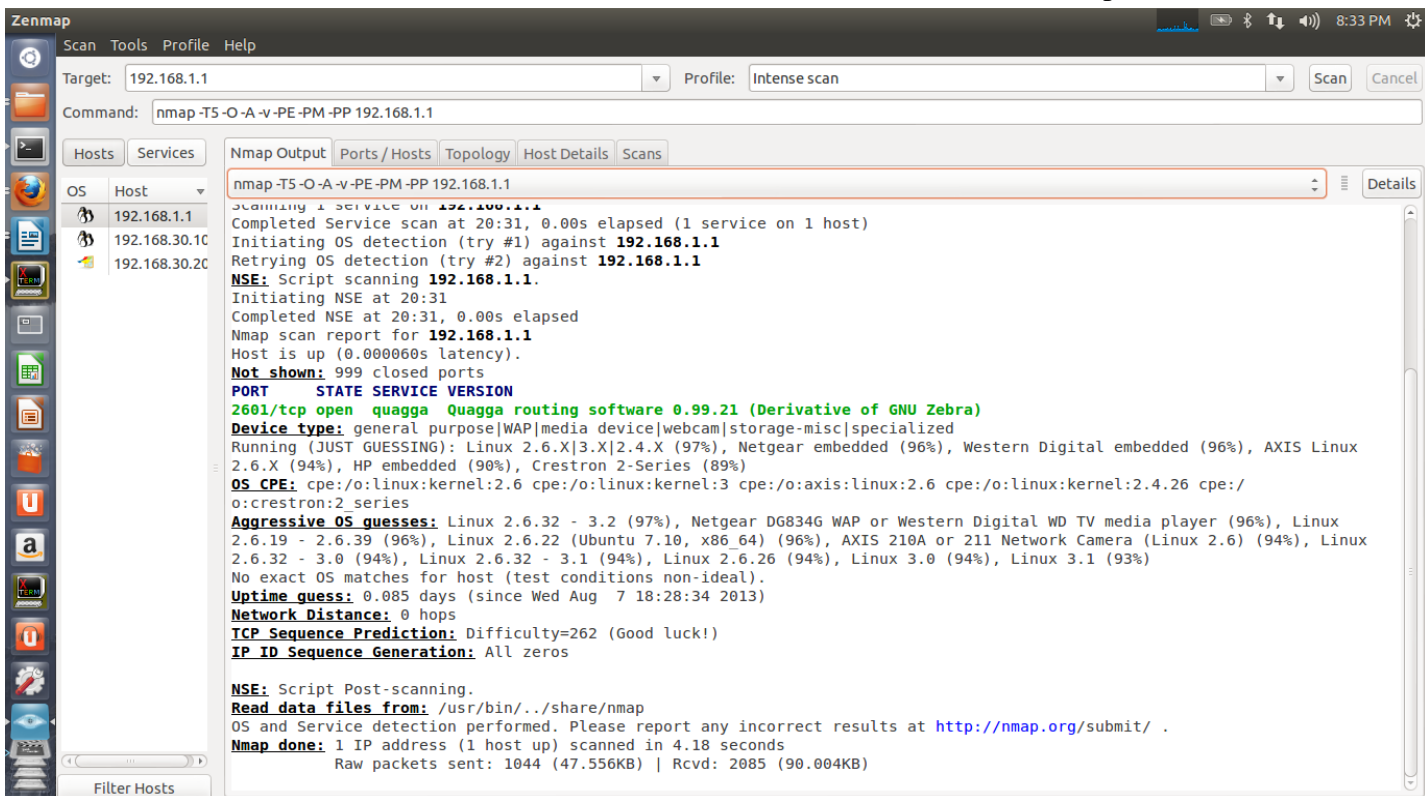 Zenmap
8:33 PM
Scan Tools Profile Help
Target: 192.168.1.1 Profile: Intense scan Scan Cancel
Command: nmap -T5 -O -A -v -PE -PM -PP 192.168.1.1
Hosts Services
OS Host
192.168.1.1
192.168.30.10
192.168.30.20
Filter Hosts
Nmap Output Ports / Hosts Topology Host Details Scans
nmap -T5 -O -A -v -PE -PM -PP 192.168.1.1 Details
Scanning 1 service on 192.168.1.1
Completed Service scan at 20:31, 0.00s elapsed (1 service on 1 host)
Initiating OS detection (try #1) against 192.168.1.1
Retrying OS detection (try #2) against 192.168.1.1
NSE: Script scanning 192.168.1.1.
Initiating NSE at 20:31
Completed NSE at 20:31, 0.00s elapsed
Nmap scan report for 192.168.1.1
Host is up (0.000060s latency).
Not shown: 999 closed ports
PORT STATE SERVICE VERSION
2601/tcp open quagga Quagga routing software 0.99.21 (Derivative of GNU Zebra)
Device type: general purpose|WAP|media device|webcam|storage-misc|specialized
Running (JUST GUESSING): Linux 2.6.X|3.X|2.4.X (97%), Netgear embedded (96%), Western Digital embedded (96%), AXIS Linux
2.6.X (94%), HP embedded (90%), Crestron 2-Series (89%)
OS CPE: cpe:/o:linux:kernel:2.6 cpe:/o:linux:kernel:3 cpe:/o:axis:linux:2.6 cpe:/o:linux:kernel:2.4.26 cpe:/
o:crestron:2_series
Aggressive OS guesses: Linux 2.6.32 - 3.2 (97%), Netgear DG834G WAP or Western Digital WD TV media player (96%), Linux
2.6.19 - 2.6.39 (96%), Linux 2.6.22 (Ubuntu 7.10, x86_64) (96%), AXIS 210A or 211 Network Camera (Linux 2.6) (94%), Linux
2.6.32 - 3.0 (94%), Linux 2.6.32 - 3.1 (94%), Linux 2.6.26 (94%), Linux 3.0 (94%), Linux 3.1 (93%)
No exact OS matches for host (test conditions non-ideal).
Uptime guess: 0.085 days (since Wed Aug 7 18:28:34 2013)
Network Distance: 0 hops
TCP Sequence Prediction: Difficulty=262 (Good luck!)
IP ID Sequence Generation: All zeros
NSE: Script Post-scanning.
Read data files from: /usr/bin/../share/nmap
OS and Service detection performed. Please report any incorrect results at http://nmap.org/submit/ .
Nmap done: 1 IP address (1 host up) scanned in 4.18 seconds
Raw packets sent: 1044 (47.556KB) | Rcvd: 2085 (90.004KB)